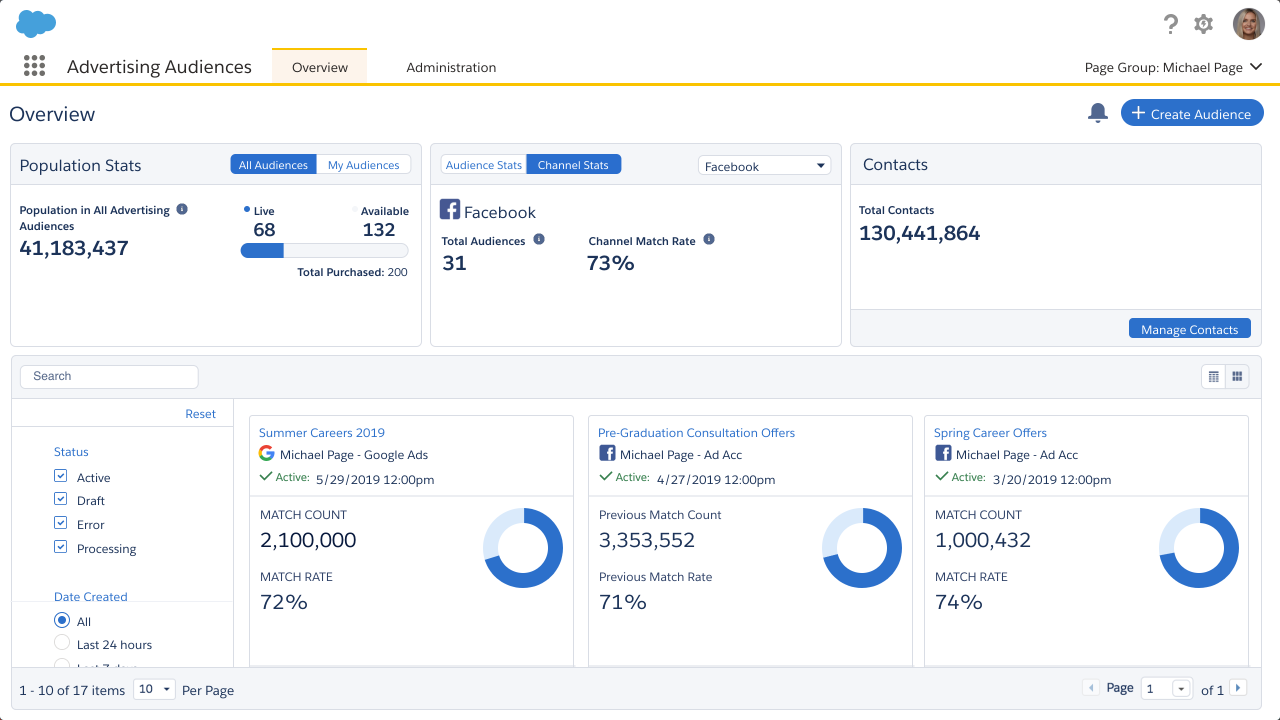 Advertising Audiences
Overview
Administration
Page Group: Michael Page
Overview
Create Audience
Population Stats
All Audiences
My Audiences
Population in All Advertising
Audiences
41,183,437
Live
68
Available
132
Total Purchased: 200
Audience Stats
Channel Stats
Facebook
Facebook
Total Audiences
31
Channel Match Rate
73%
Contacts
Total Contacts
130,441,864
Manage Contacts
Search
Reset
Status
Active
Draft
Error
Processing
Date Created
All
Last 24 hours
Last 7 days
Summer Careers 2019
Michael Page - Google Ads
Active: 5/29/2019 12:00pm
MATCH COUNT
2,100,000
MATCH RATE
72%
Pre-Graduation Consultation Offers
Michael Page - Ad Acc
Active: 4/27/2019 12:00pm
Previous Match Count
3,353,552
Previous Match Rate
71%
Spring Career Offers
Michael Page - Ad Acc
Active: 3/20/2019 12:00pm
MATCH COUNT
1,000,432
MATCH RATE
74%
1 - 10 of 17 items
10
Per Page
Page
1
of 1